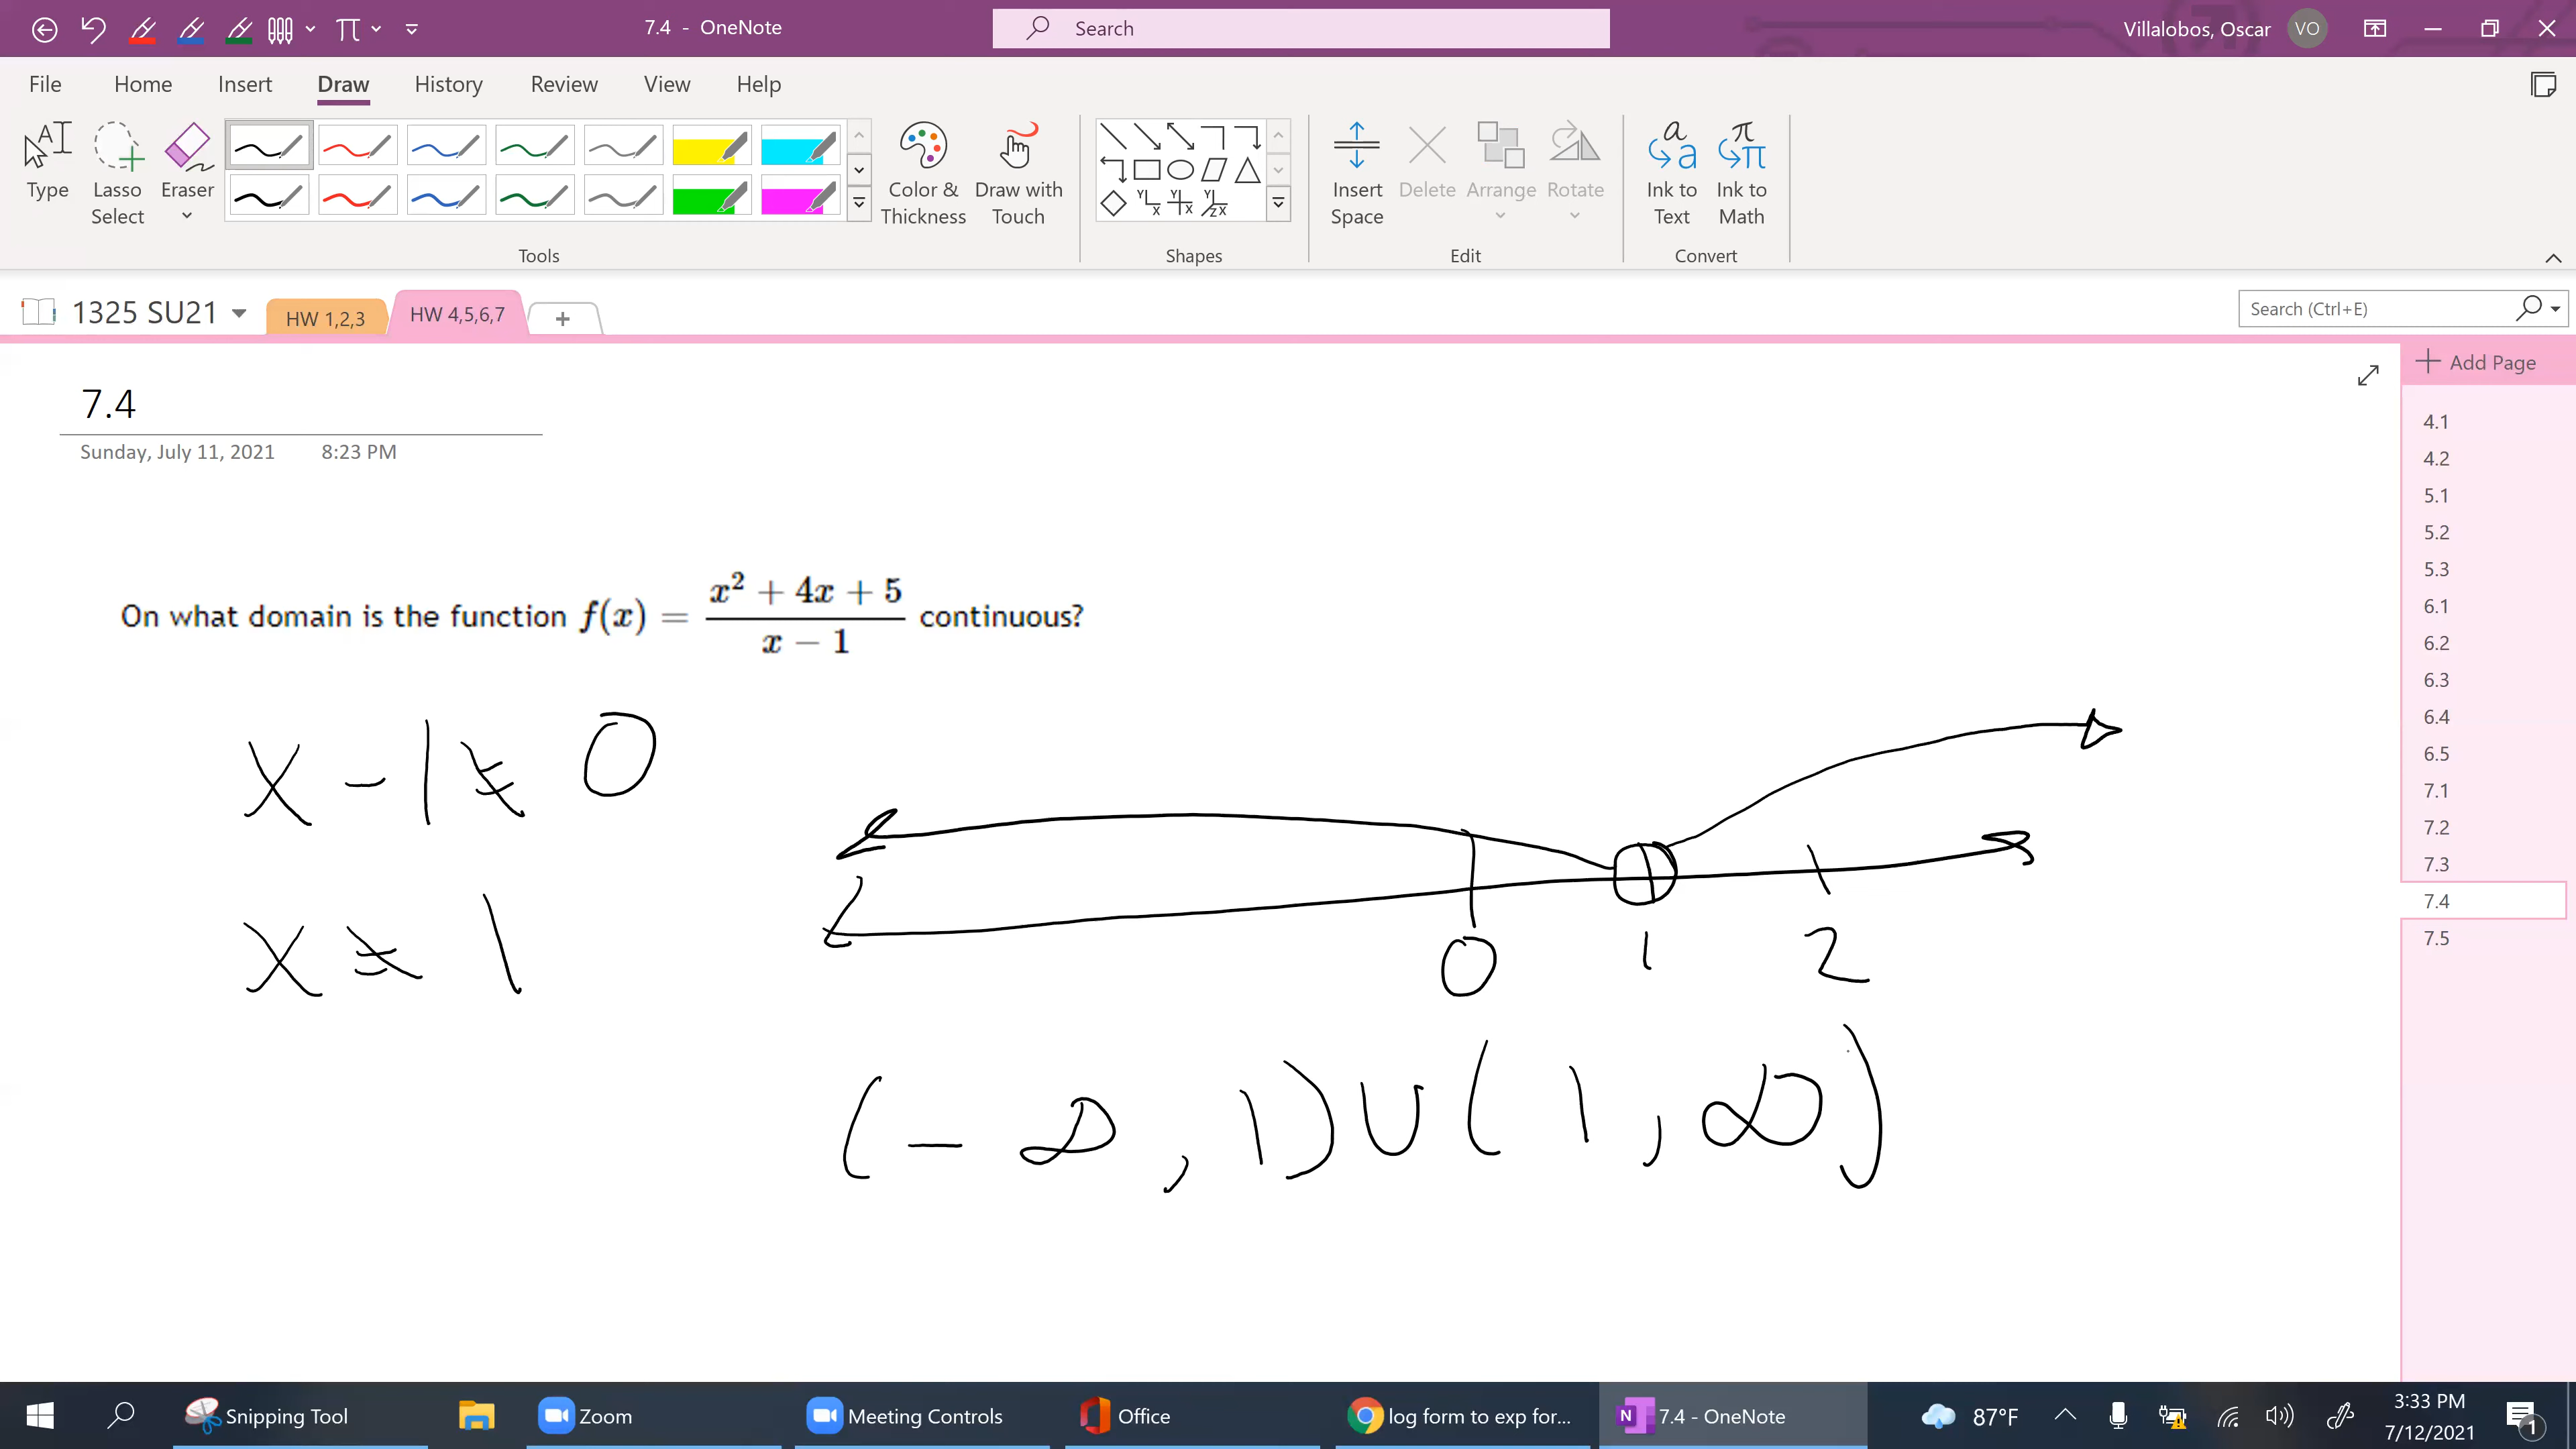 7.4 - OneNote
Search
Villalobos, Oscar VO
File Home Insert Draw History Review View Help
Type
Lasso Select
Eraser
Color & Thickness
Draw with Touch
Insert Space
Delete
Arrange
Rotate
Ink to Text
Ink to Math
Tools
Shapes
Edit
Convert
1325 SU21
HW 1,2,3
HW 4,5,6,7
Search (Ctrl+E)
Add Page
7.4
Sunday, July 11, 2021 8:23 PM
On what domain is the function f(x) = (x² + 4x + 5)/(x − 1) continuous?
x - 1 ≠ 0
x ≠ 1
0 1 2
(-∞, 1) ∪ (1, ∞)
4.1
4.2
5.1
5.2
5.3
6.1
6.2
6.3
6.4
6.5
7.1
7.2
7.3
7.4
7.5
Snipping Tool
Zoom
Meeting Controls
Office
log form to exp for...
7.4 - OneNote
87°F
3:33 PM
7/12/2021
1